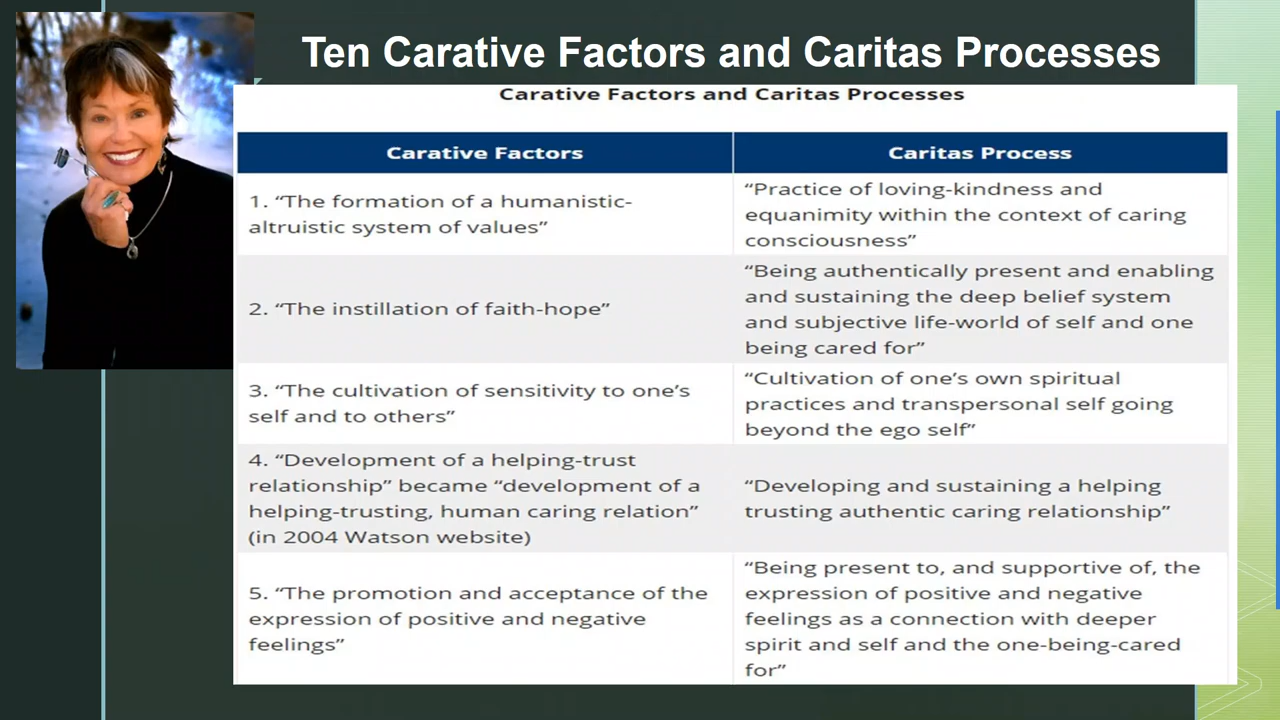 Ten Carative Factors and Caritas Processes
Carative Factors and Caritas Processes
Carative Factors
Caritas Process
1. “The formation of a humanistic-
altruistic system of values”
“Practice of loving-kindness and
equanimity within the context of caring
consciousness”
2. “The instillation of faith-hope”
“Being authentically present and enabling
and sustaining the deep belief system
and subjective life-world of self and one
being cared for”
3. “The cultivation of sensitivity to one’s
self and to others”
“Cultivation of one’s own spiritual
practices and transpersonal self going
beyond the ego self”
4. “Development of a helping-trust
relationship” became “development of a
helping-trusting, human caring relation”
(in 2004 Watson website)
“Developing and sustaining a helping
trusting authentic caring relationship”
5. “The promotion and acceptance of the
expression of positive and negative
feelings”
“Being present to, and supportive of, the
expression of positive and negative
feelings as a connection with deeper
spirit and self and the one-being-cared
for”